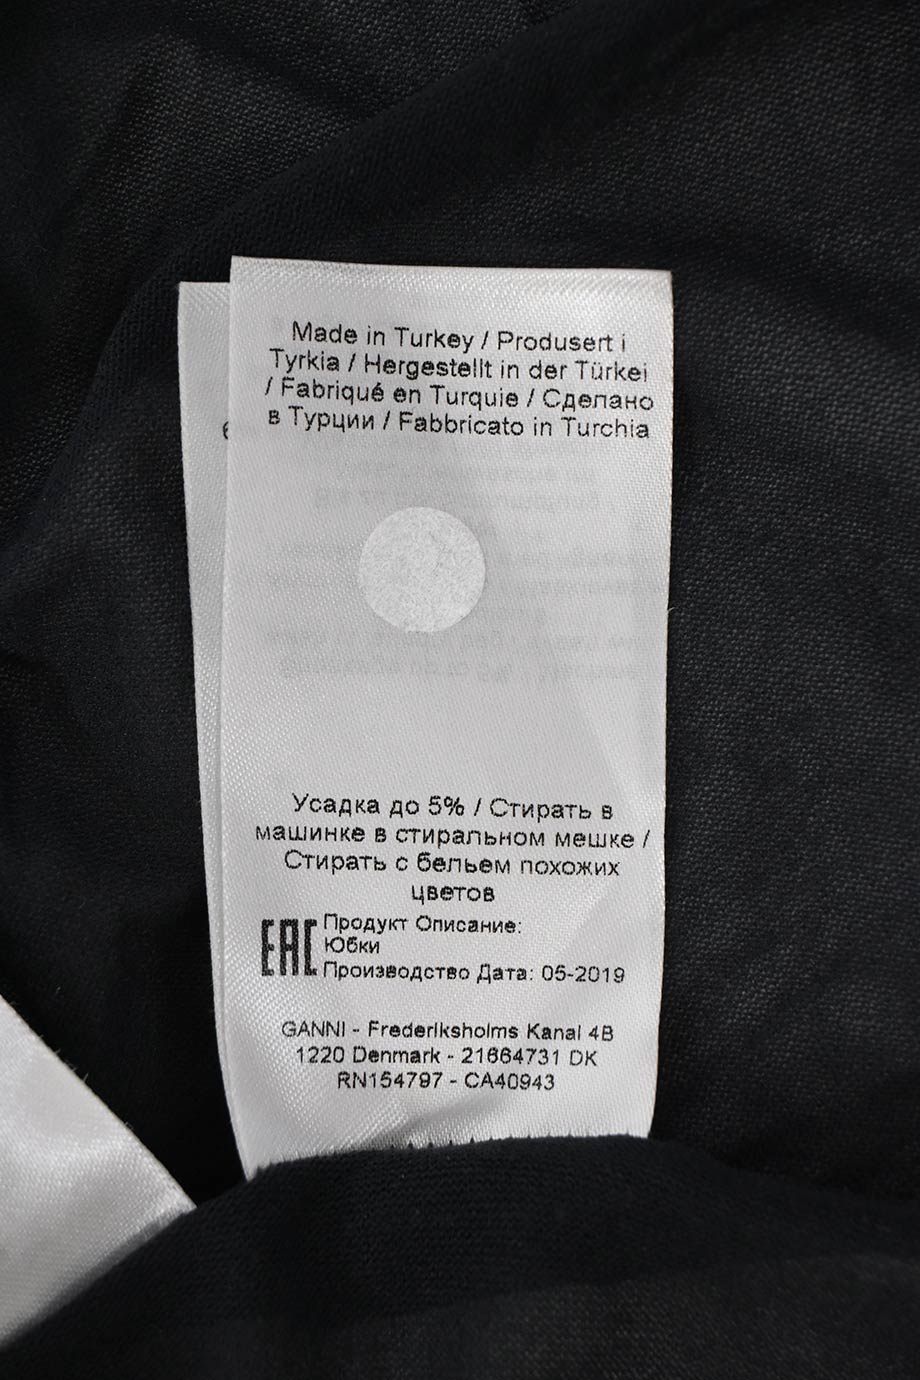 Made in Turkey / Produsert i
Tyrkia / Hergestellt in der Türkei
/ Fabriqué en Turquie / Сделано
в Турции / Fabbricato in Turchia
Усадка до 5% / Стирать в
машинке в стиральном мешке /
Стирать с бельем похожих
цветов
EAC Продукт Описание:
Юбки
Производство Дата: 05-2019
GANNI - Frederiksholms Kanal 4B
1220 Denmark - 21664731 DK
RN154797 - CA40943